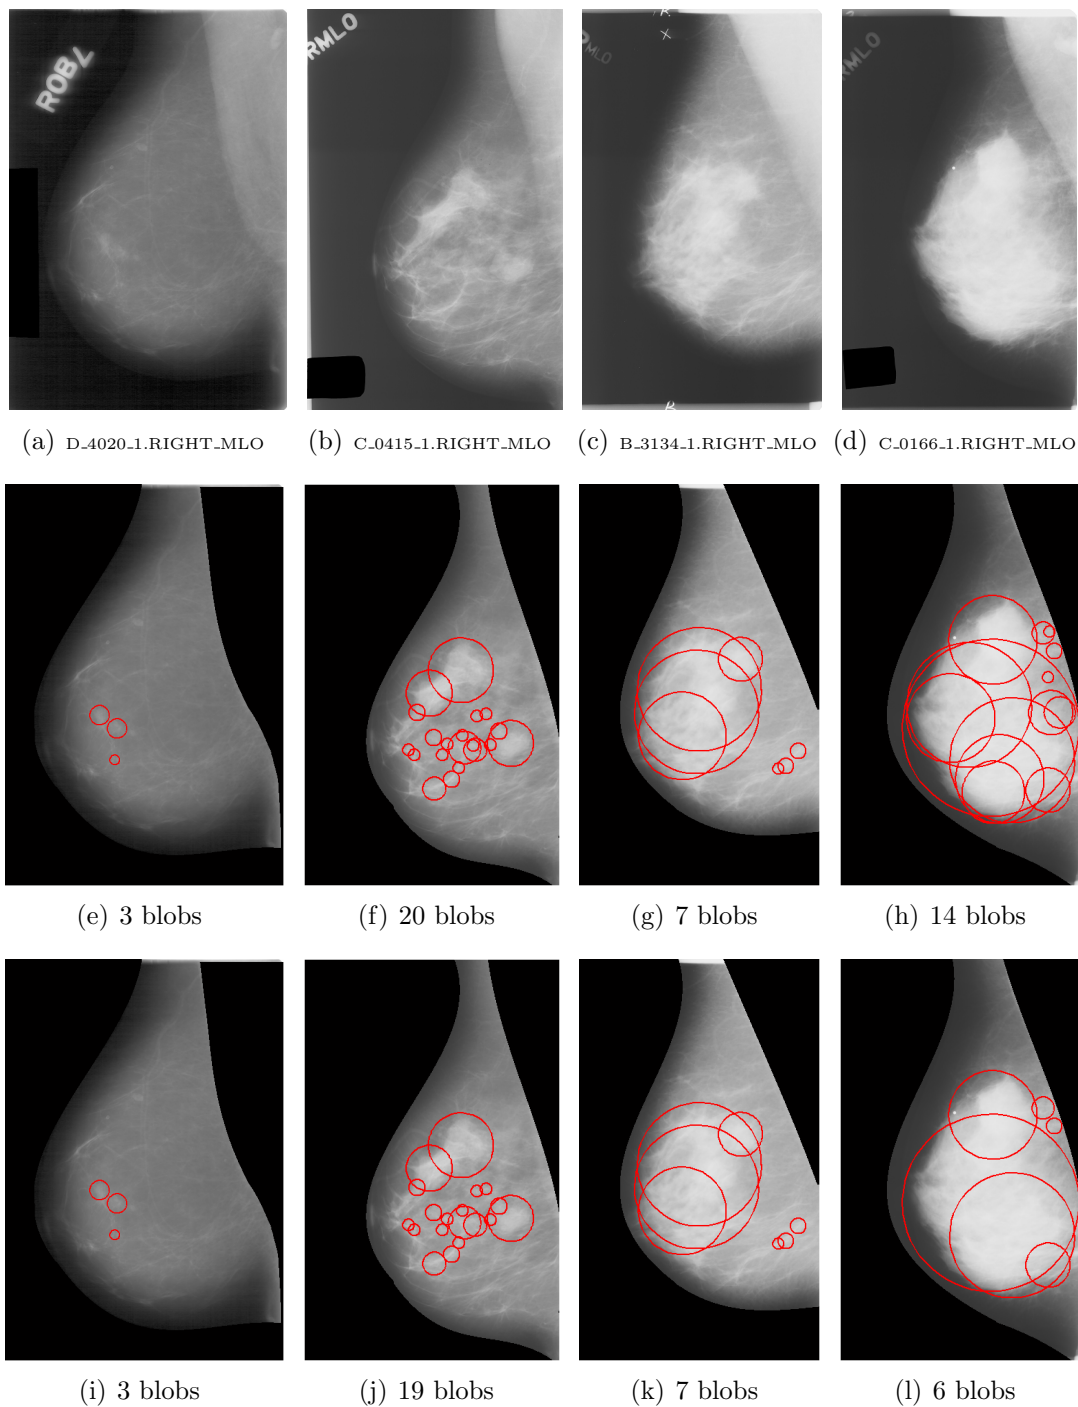 ROBL
RMLO
R
X
RMLO
(a) D_4020_1.RIGHT_MLO
(b) C_0415_1.RIGHT_MLO
(c) B_3134_1.RIGHT_MLO
(d) C_0166_1.RIGHT_MLO
(e) 3 blobs
(f) 20 blobs
(g) 7 blobs
(h) 14 blobs
(i) 3 blobs
(j) 19 blobs
(k) 7 blobs
(l) 6 blobs